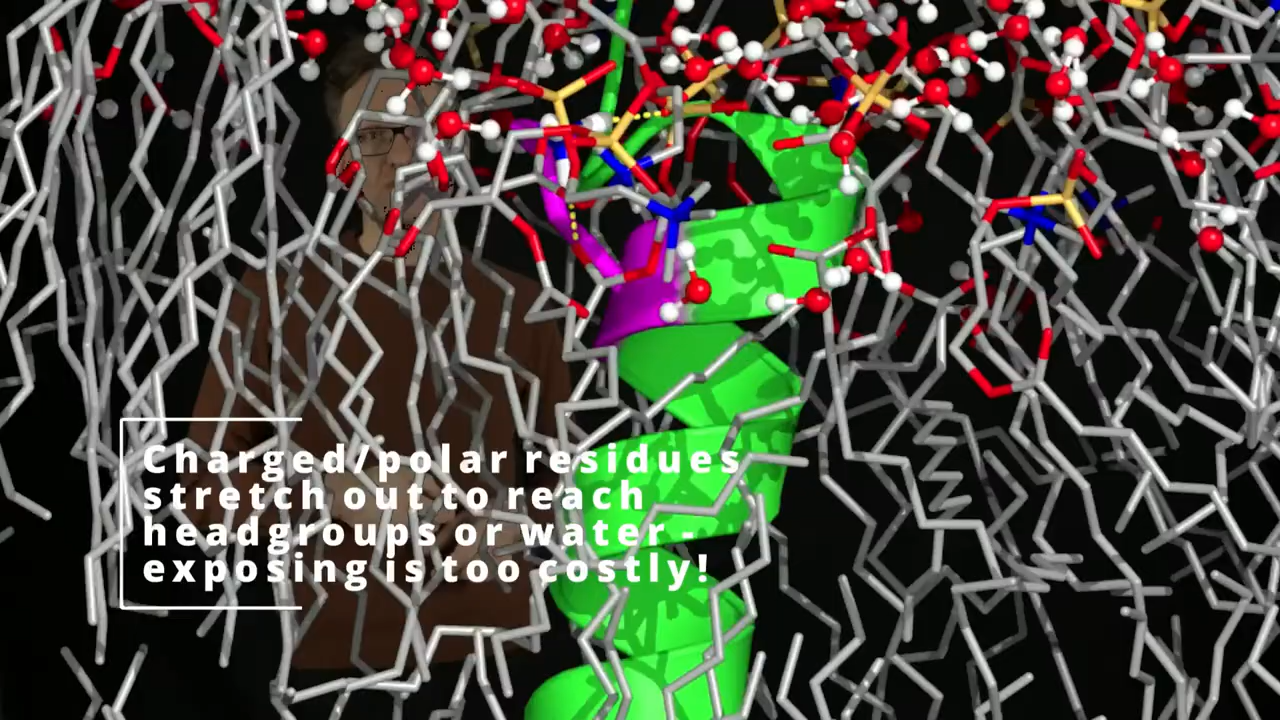 Charged/polar residues
stretch out to reach
headgroups or water -
exposing is too costly!